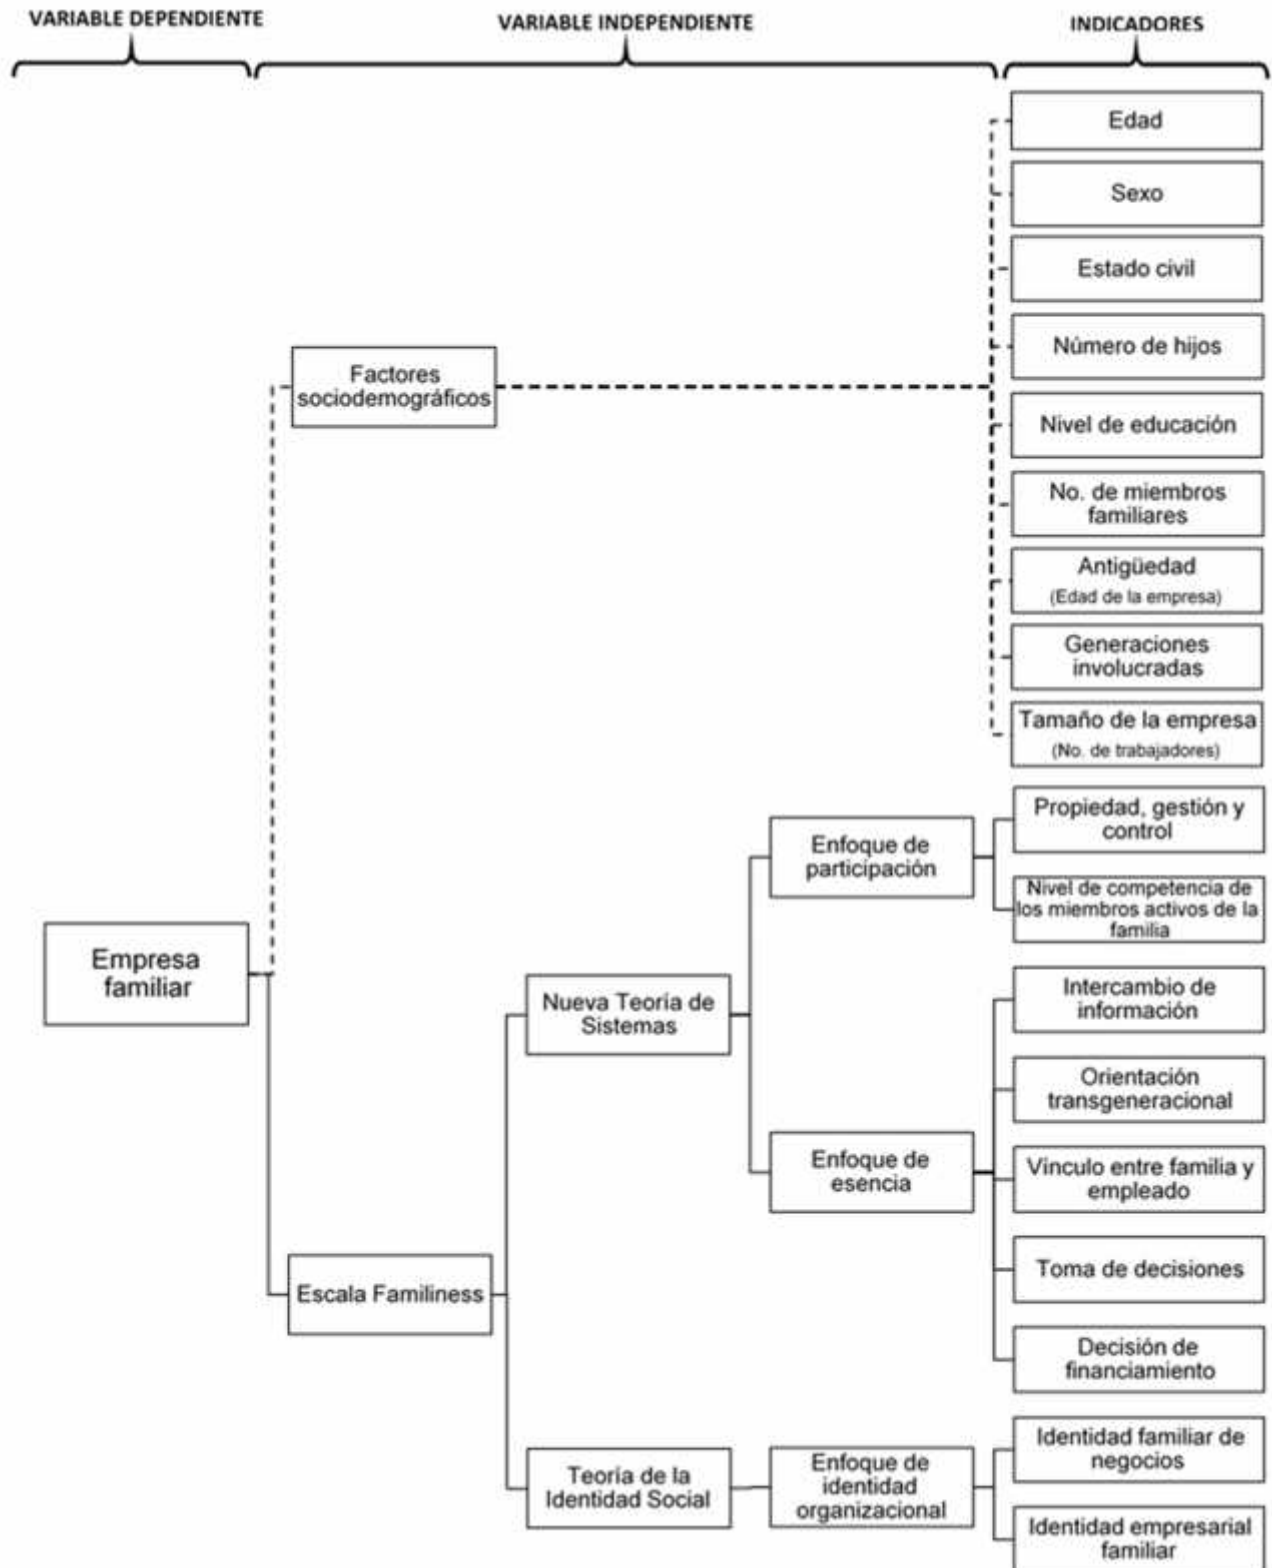 VARIABLE DEPENDIENTE
VARIABLE INDEPENDIENTE
INDICADORES
Edad
Sexo
Estado civil
Número de hijos
Factores
sociodemográficos
Nivel de educación
No. de miembros
familiares
Antigüedad
(Edad de la empresa)
Generaciones
involucradas
Tamaño de la empresa
(No. de trabajadores)
Propiedad, gestión y
control
Enfoque de
participación
Nivel de competencia de
los miembros activos de la
familia
Empresa
familiar
Nueva Teoría de
Sistemas
Intercambio de
información
Orientación
transgeneracional
Enfoque de
esencia
Vínculo entre familia y
empleado
Toma de decisiones
Escala Familiness
Decisión de
financiamiento
Identidad familiar de
negocios
Teoría de la
Identidad Social
Enfoque de
identidad
organizacional
Identidad empresarial
familiar